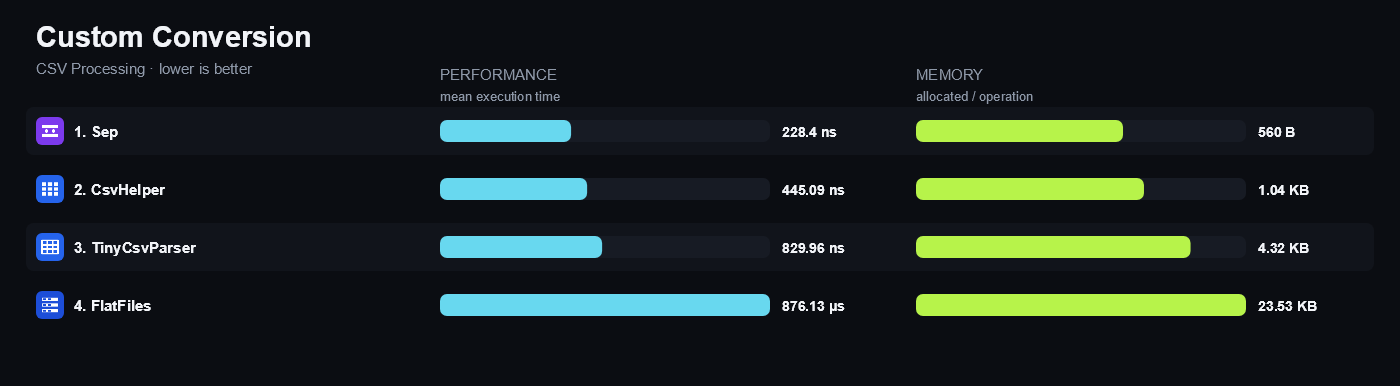 Custom Conversion
CSV Processing · lower is better
PERFORMANCE
mean execution time
MEMORY
allocated / operation
1. Sep
228.4 ns
560 B
2. CsvHelper
445.09 ns
1.04 KB
3. TinyCsvParser
829.96 ns
4.32 KB
4. FlatFiles
876.13 µs
23.53 KB